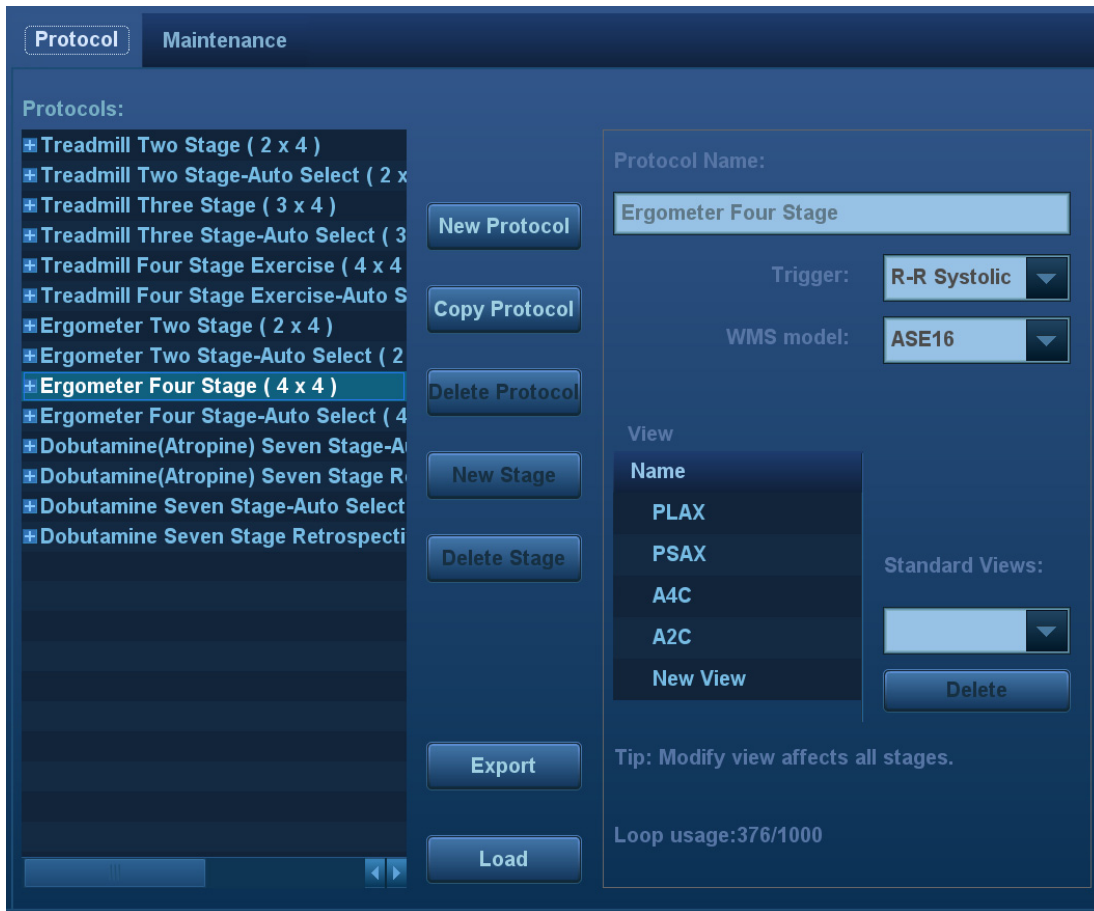 Protocol
Maintenance
Protocols:
Treadmill Two Stage ( 2 x 4 )
Treadmill Two Stage-Auto Select ( 2 x
Treadmill Three Stage ( 3 x 4 )
Treadmill Three Stage-Auto Select ( 3
Treadmill Four Stage Exercise ( 4 x 4
Treadmill Four Stage Exercise-Auto S
Ergometer Two Stage ( 2 x 4 )
Ergometer Two Stage-Auto Select ( 2
Ergometer Four Stage ( 4 x 4 )
Ergometer Four Stage-Auto Select ( 4
Dobutamine(Atropine) Seven Stage-A
Dobutamine(Atropine) Seven Stage R
Dobutamine Seven Stage-Auto Select
Dobutamine Seven Stage Retrospecti
New Protocol
Copy Protocol
Delete Protocol
New Stage
Delete Stage
Export
Load
Protocol Name:
Ergometer Four Stage
Trigger:
R-R Systolic
WMS model:
ASE16
View
Name
PLAX
PSAX
A4C
A2C
New View
Standard Views:
Delete
Tip: Modify view affects all stages.
Loop usage:376/1000